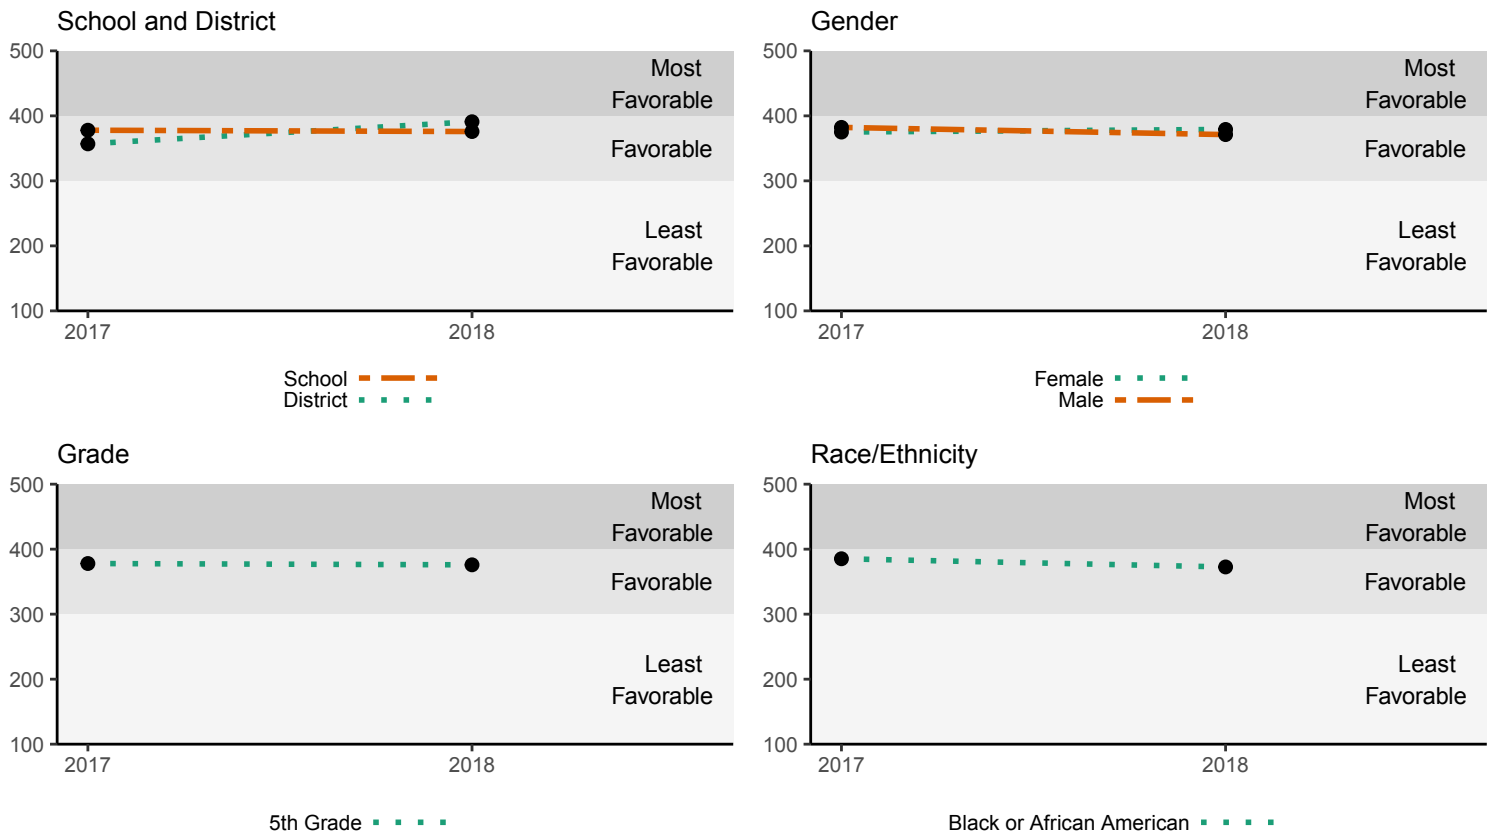 School and District
500
400
300
200
100
Most
Favorable
Favorable
Least
Favorable
2017 2018
School
District
Gender
500
400
300
200
100
Most
Favorable
Favorable
Least
Favorable
2017 2018
Female
Male
Grade
500
400
300
200
100
Most
Favorable
Favorable
Least
Favorable
2017 2018
5th Grade
Race/Ethnicity
500
400
300
200
100
Most
Favorable
Favorable
Least
Favorable
2017 2018
Black or African American